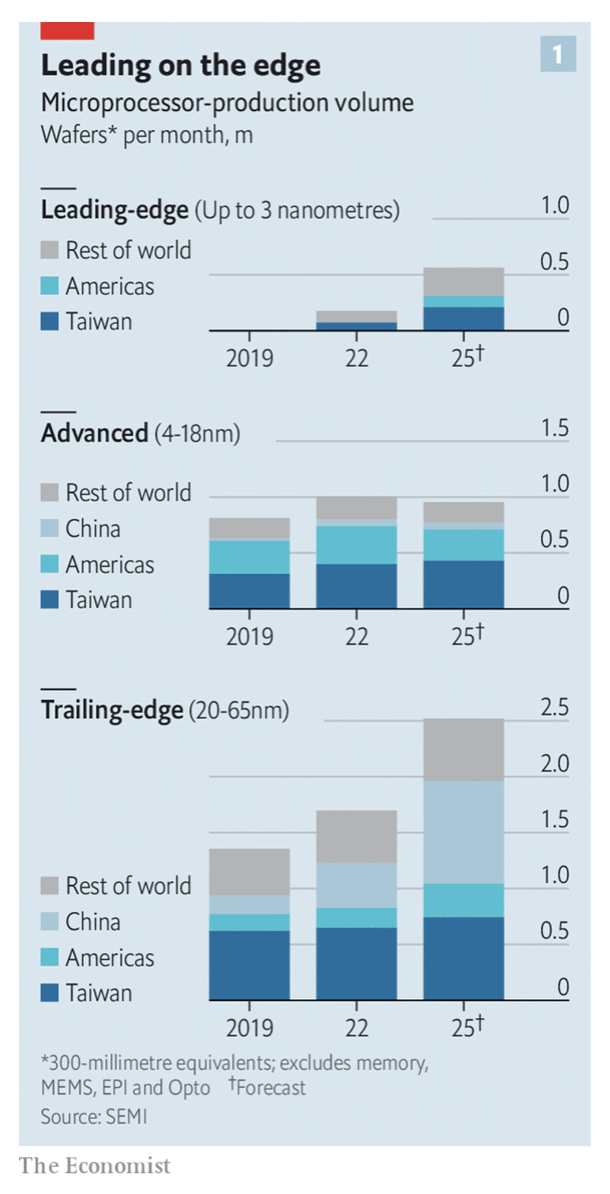 1
Leading on the edge
Microprocessor-production volume
Wafers* per month, m
Leading-edge (Up to 3 nanometres)
1.0
Rest of world
0.5
Americas
Taiwan
0
2019 22 25†
Advanced (4-18nm)
1.5
Rest of world
1.0
China
Americas
0.5
Taiwan
0
2019 22 25†
Trailing-edge (20-65nm)
2.5
2.0
1.5
Rest of world
1.0
China
Americas
0.5
Taiwan
0
2019 22 25†
*300-millimetre equivalents; excludes memory,
MEMS, EPI and Opto †Forecast
Source: SEMI
The Economist